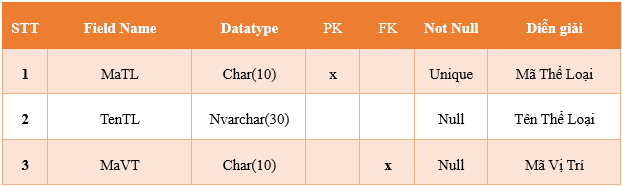 STT Field Name Datatype PK FK Not Null Diễn giải
1 MaTL Char(10) x Unique Mã Thể Loại
2 TenTL Nvarchar(30) Null Tên Thể Loại
3 MaVT Char(10) x Null Mã Vị Trí